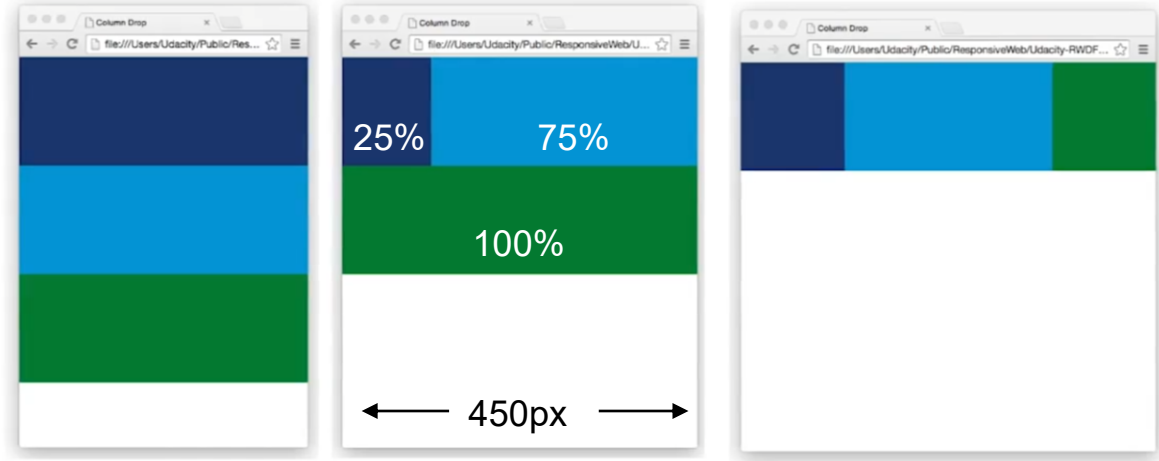 Column Drop
file:///Users/Udacity/Public/Res...
Column Drop
file:///Users/Udacity/Public/ResponsiveWeb/U...
25% 75%
100%
450px
Column Drop
file:///Users/Udacity/Public/ResponsiveWeb/Udacity-RWDF...